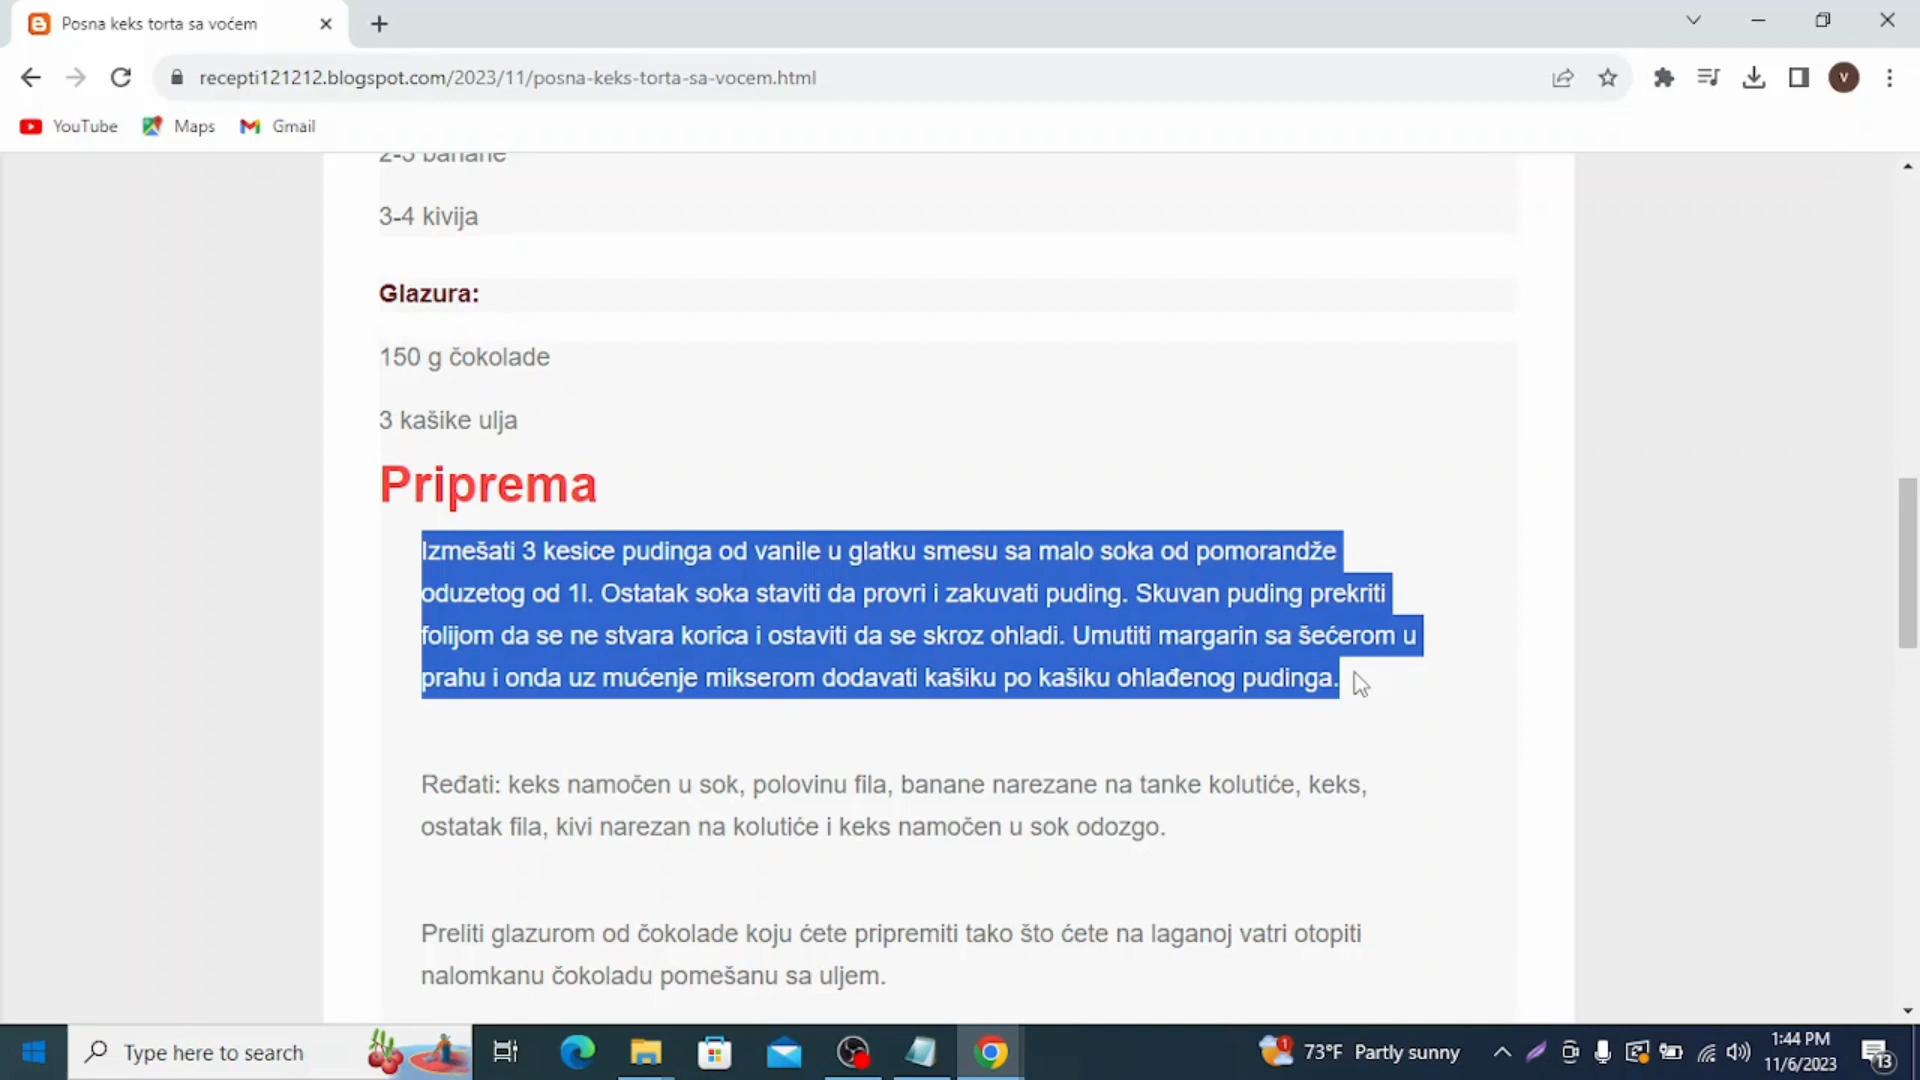 Posna keks torta sa voćem
recepti121212.blogspot.com/2023/11/posna-keks-torta-sa-vocem.html
V
YouTube
Maps
Gmail
2-3 banane
3-4 kivija
Glazura:
150 g čokolade
3 kašike ulja
Priprema
Izmešati 3 kesice pudinga od vanile u glatku smesu sa malo soka od pomorandže
oduzetog od 1l. Ostatak soka staviti da provri i zakuvati puding. Skuvan puding prekriti
folijom da se ne stvara korica i ostaviti da se skroz ohladi. Umutiti margarin sa šećerom u
prahu i onda uz mućenje mikserom dodavati kašiku po kašiku ohlađenog pudinga.
Ređati: keks namočen u sok, polovinu fila, banane narezane na tanke kolutiće, keks,
ostatak fila, kivi narezan na kolutiće i keks namočen u sok odozgo.
Preliti glazurom od čokolade koju ćete pripremiti tako što ćete na laganoj vatri otopiti
nalomkanu čokoladu pomešanu sa uljem.
Type here to search
1
73°F Partly sunny
1:44 PM
11/6/2023
13